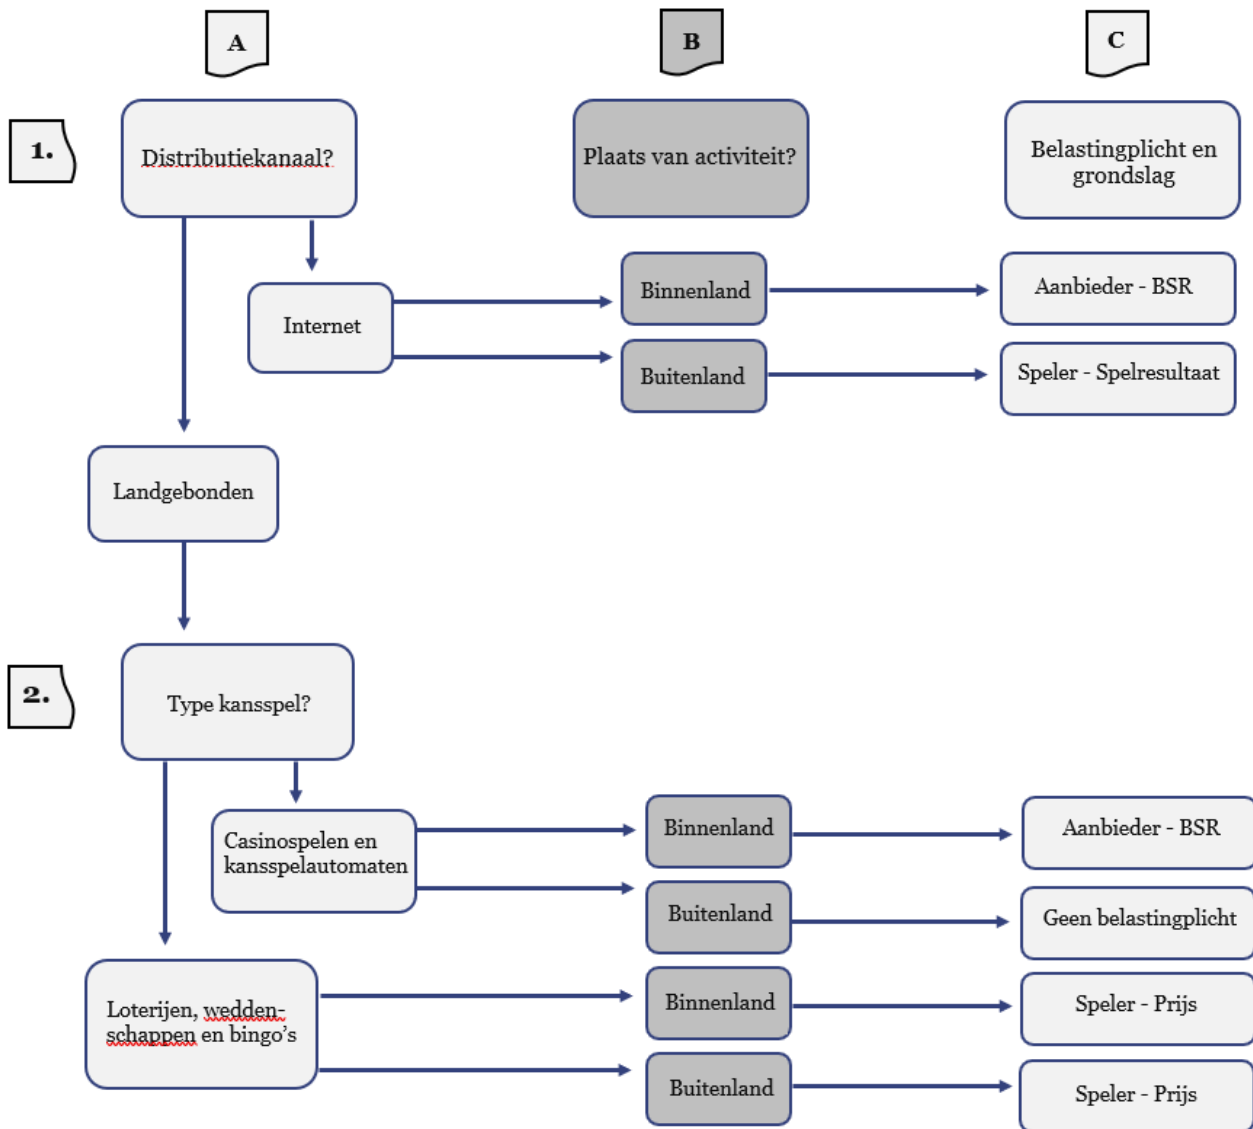 A
B
C
1.
Distributiekanaal?
Plaats van activiteit?
Belastingplicht en
grondslag
Internet
Binnenland
Aanbieder - BSR
Buitenland
Speler - Spelresultaat
Landgebonden
2.
Type kansspel?
Casinospelen en
kansspelautomaten
Binnenland
Aanbieder - BSR
Buitenland
Geen belastingplicht
Loterijen, wedden-
schappen en bingo’s
Binnenland
Speler - Prijs
Buitenland
Speler - Prijs